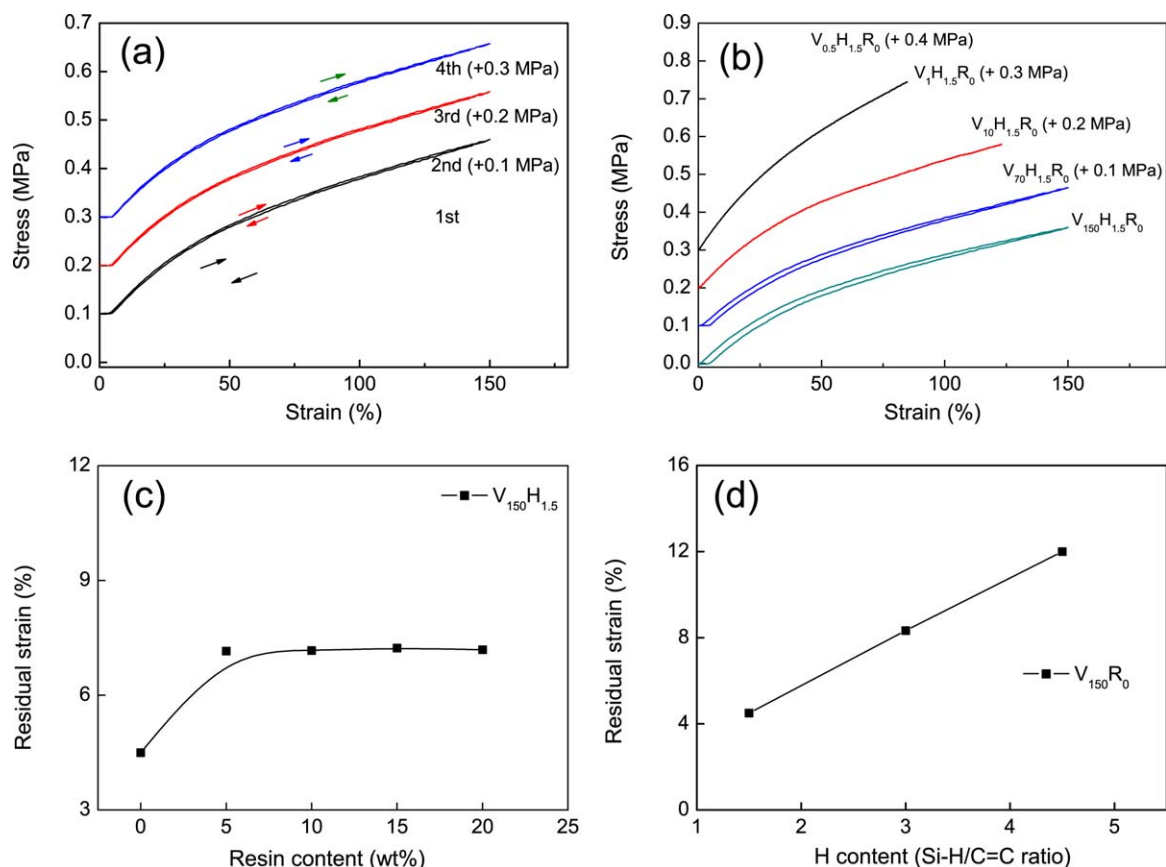 (a)
0.7
0.6
0.5
0.4
0.3
0.2
0.1
0.0
Stress (MPa)
4th (+0.3 MPa)
3rd (+0.2 MPa)
2nd (+0.1 MPa)
1st
0 50 100 150
Strain (%)
(b)
0.9
0.8
0.7
0.6
0.5
0.4
0.3
0.2
0.1
0.0
Stress (MPa)
V0.5H1.5R0 (+ 0.4 MPa)
V1H1.5R0 (+ 0.3 MPa)
V10H1.5R0 (+ 0.2 MPa)
V70H1.5R0 (+ 0.1 MPa)
V150H1.5R0
0 50 100 150
Strain (%)
(c)
12
9
6
3
Residual strain (%)
V150H1.5
0 5 10 15 20 25
Resin content (wt%)
(d)
16
12
8
4
0
Residual strain (%)
V150R0
1 2 3 4 5
H content (Si-H/C=C ratio)